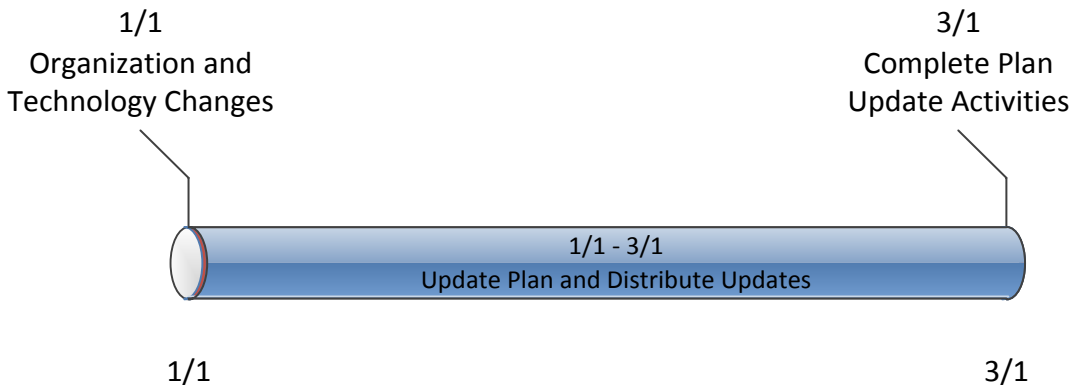 1/1
Organization and
Technology Changes
3/1
Complete Plan
Update Activities
1/1 - 3/1
Update Plan and Distribute Updates
1/1
3/1